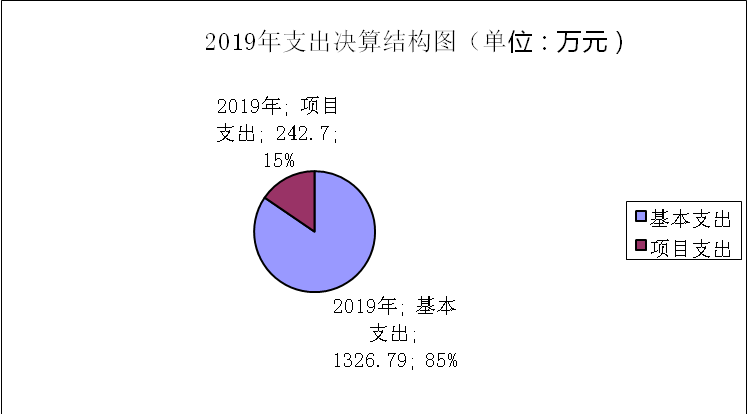 2019年支出决算结构图（单位：万元）
2019年; 项目
支出; 242.7;
15%
基本支出
项目支出
2019年; 基本
支出;
1326.79; 85%